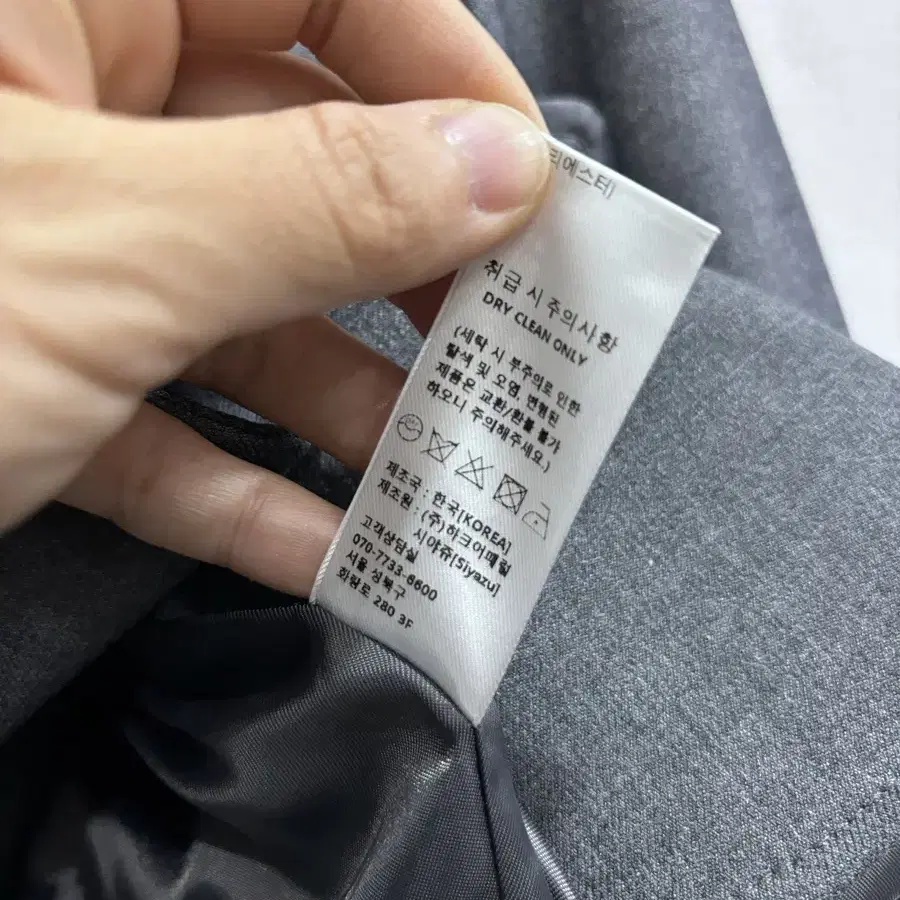 티에스티
취급 시 주의사항
DRY CLEAN ONLY
(세탁 시 부주의로 인한
탈색 및 오염, 변형된
제품은 교환/환불 불가
하오니 주의해주세요.)
제조국 : 한국[KOREA]
제조원 : (주)하크어패럴
시야쥬[Siyazu]
고객상담실
070-7733-6600
서울 성북구
화랑로 280 3F